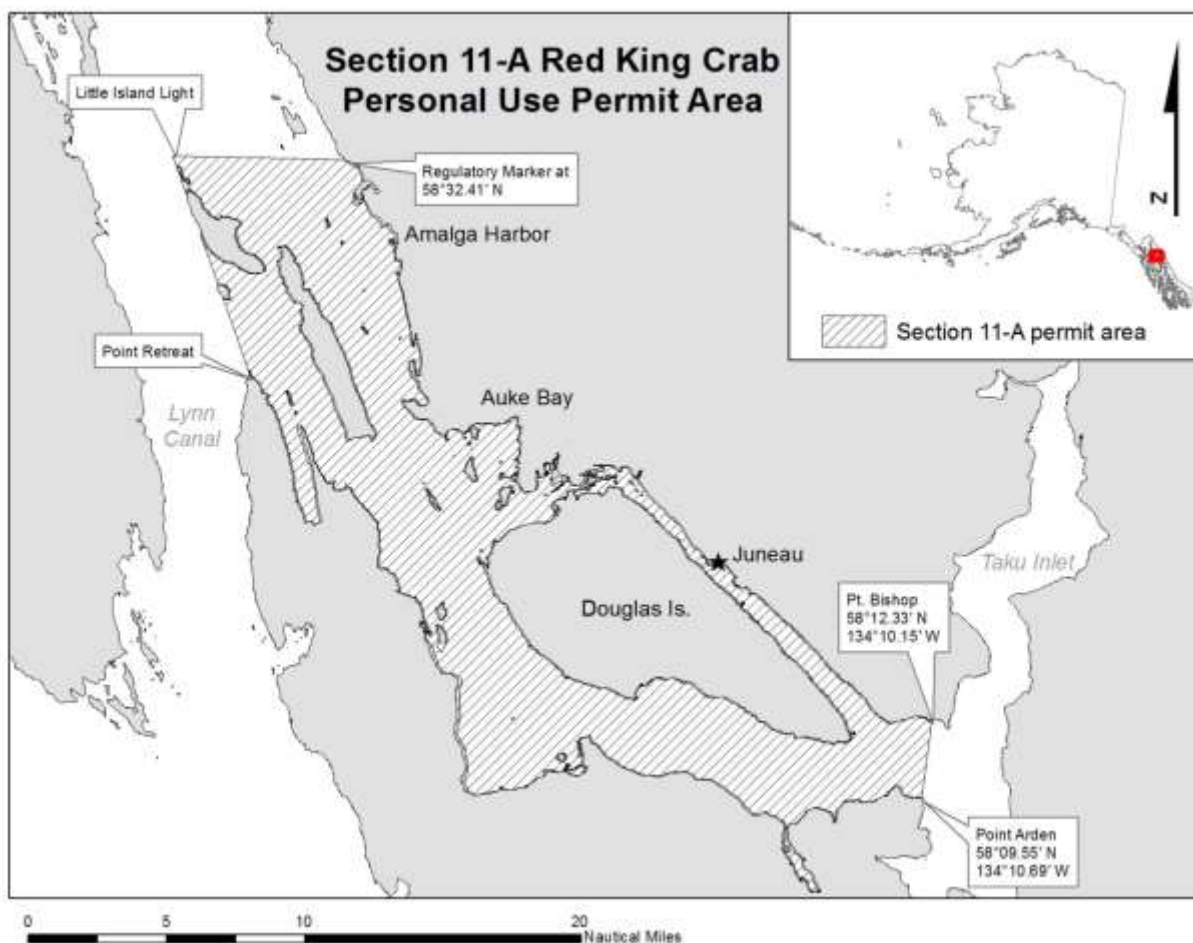 Section 11-A Red King Crab
Personal Use Permit Area
Little Island Light
Regulatory Marker at
58°32.41' N
Amalga Harbor
N
Section 11-A permit area
Point Retreat
Lynn
Canal
Auke Bay
Juneau
Taku Inlet
Douglas Is.
Pt. Bishop
58°12.33' N
134°10.15' W
Point Arden
58°09.55' N
134°10.69' W
0 5 10 20
Nautical Miles